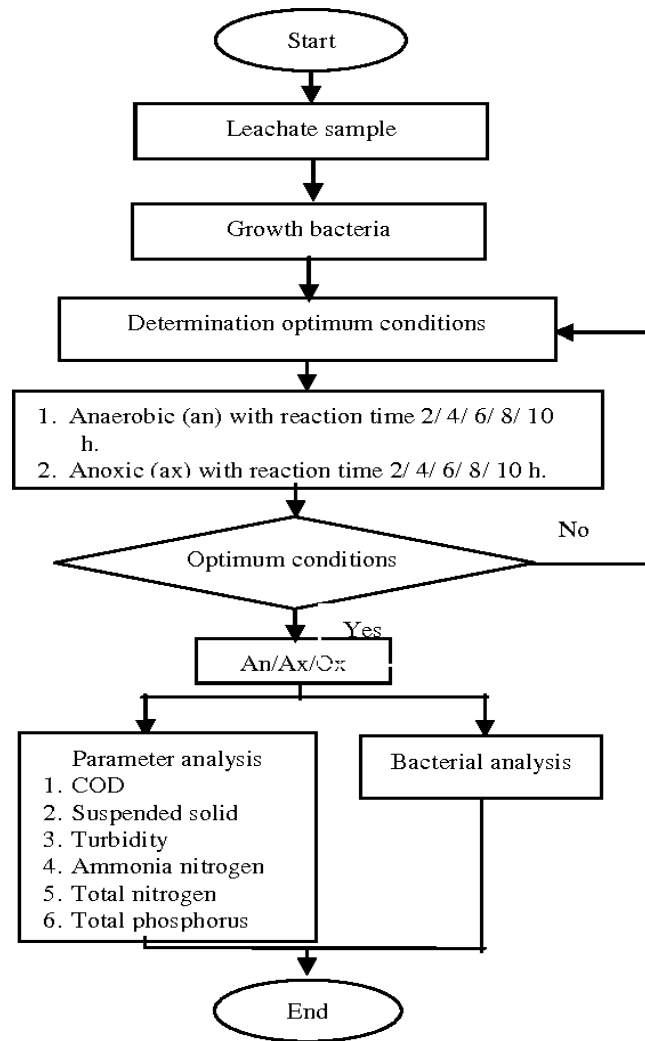 Start
Leachate sample
Growth bacteria
Determination optimum conditions
1. Anaerobic (an) with reaction time 2/ 4/ 6/ 8/ 10
h.
2. Anoxic (ax) with reaction time 2/ 4/ 6/ 8/ 10 h.
No
Optimum conditions
Yes
An/Ax/Ox
Parameter analysis
1. COD
2. Suspended solid
3. Turbidity
4. Ammonia nitrogen
5. Total nitrogen
6. Total phosphorus
Bacterial analysis
End